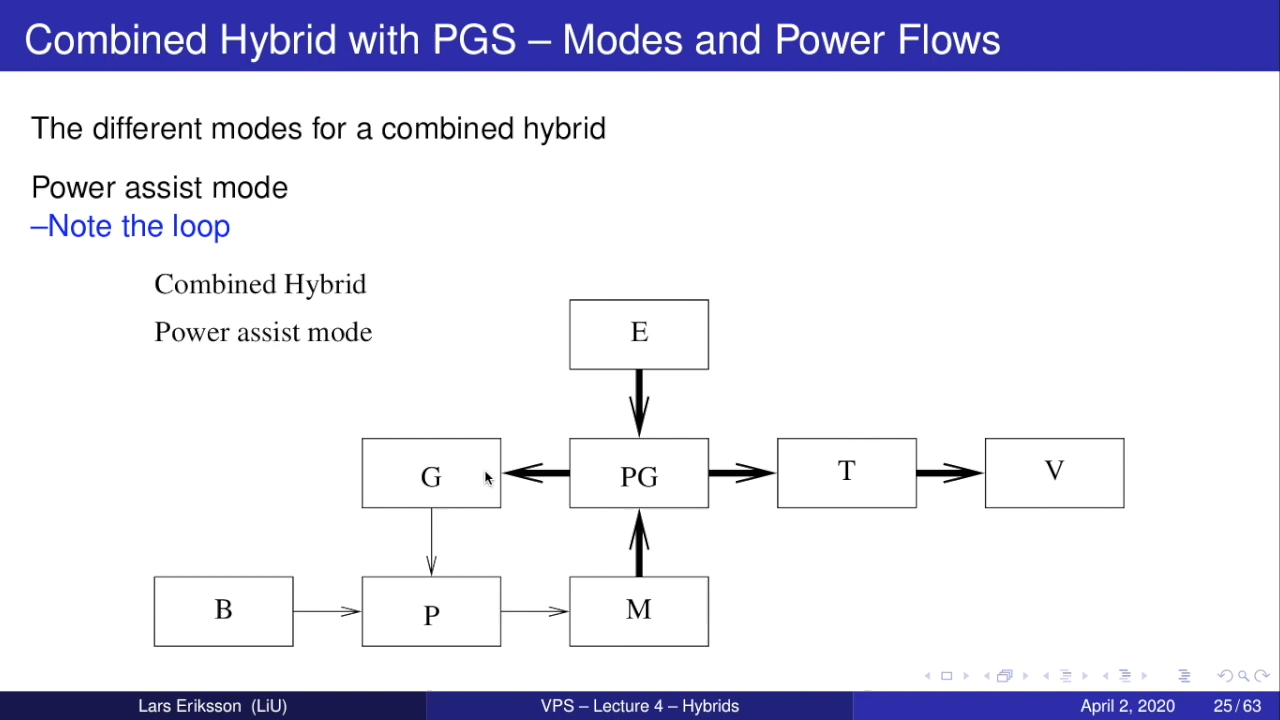 Combined Hybrid with PGS – Modes and Power Flows
The different modes for a combined hybrid
Power assist mode
–Note the loop
Combined Hybrid
Power assist mode
E
G
PG
T
V
B
P
M
Lars Eriksson (LiU)
VPS – Lecture 4 – Hybrids
April 2, 2020
25 / 63